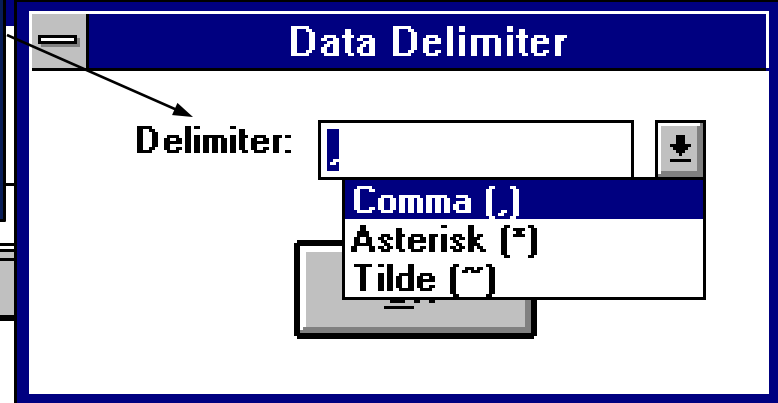 Data Delimiter
Delimiter:
,
Comma (,)
Asterisk (*)
Tilde (~)